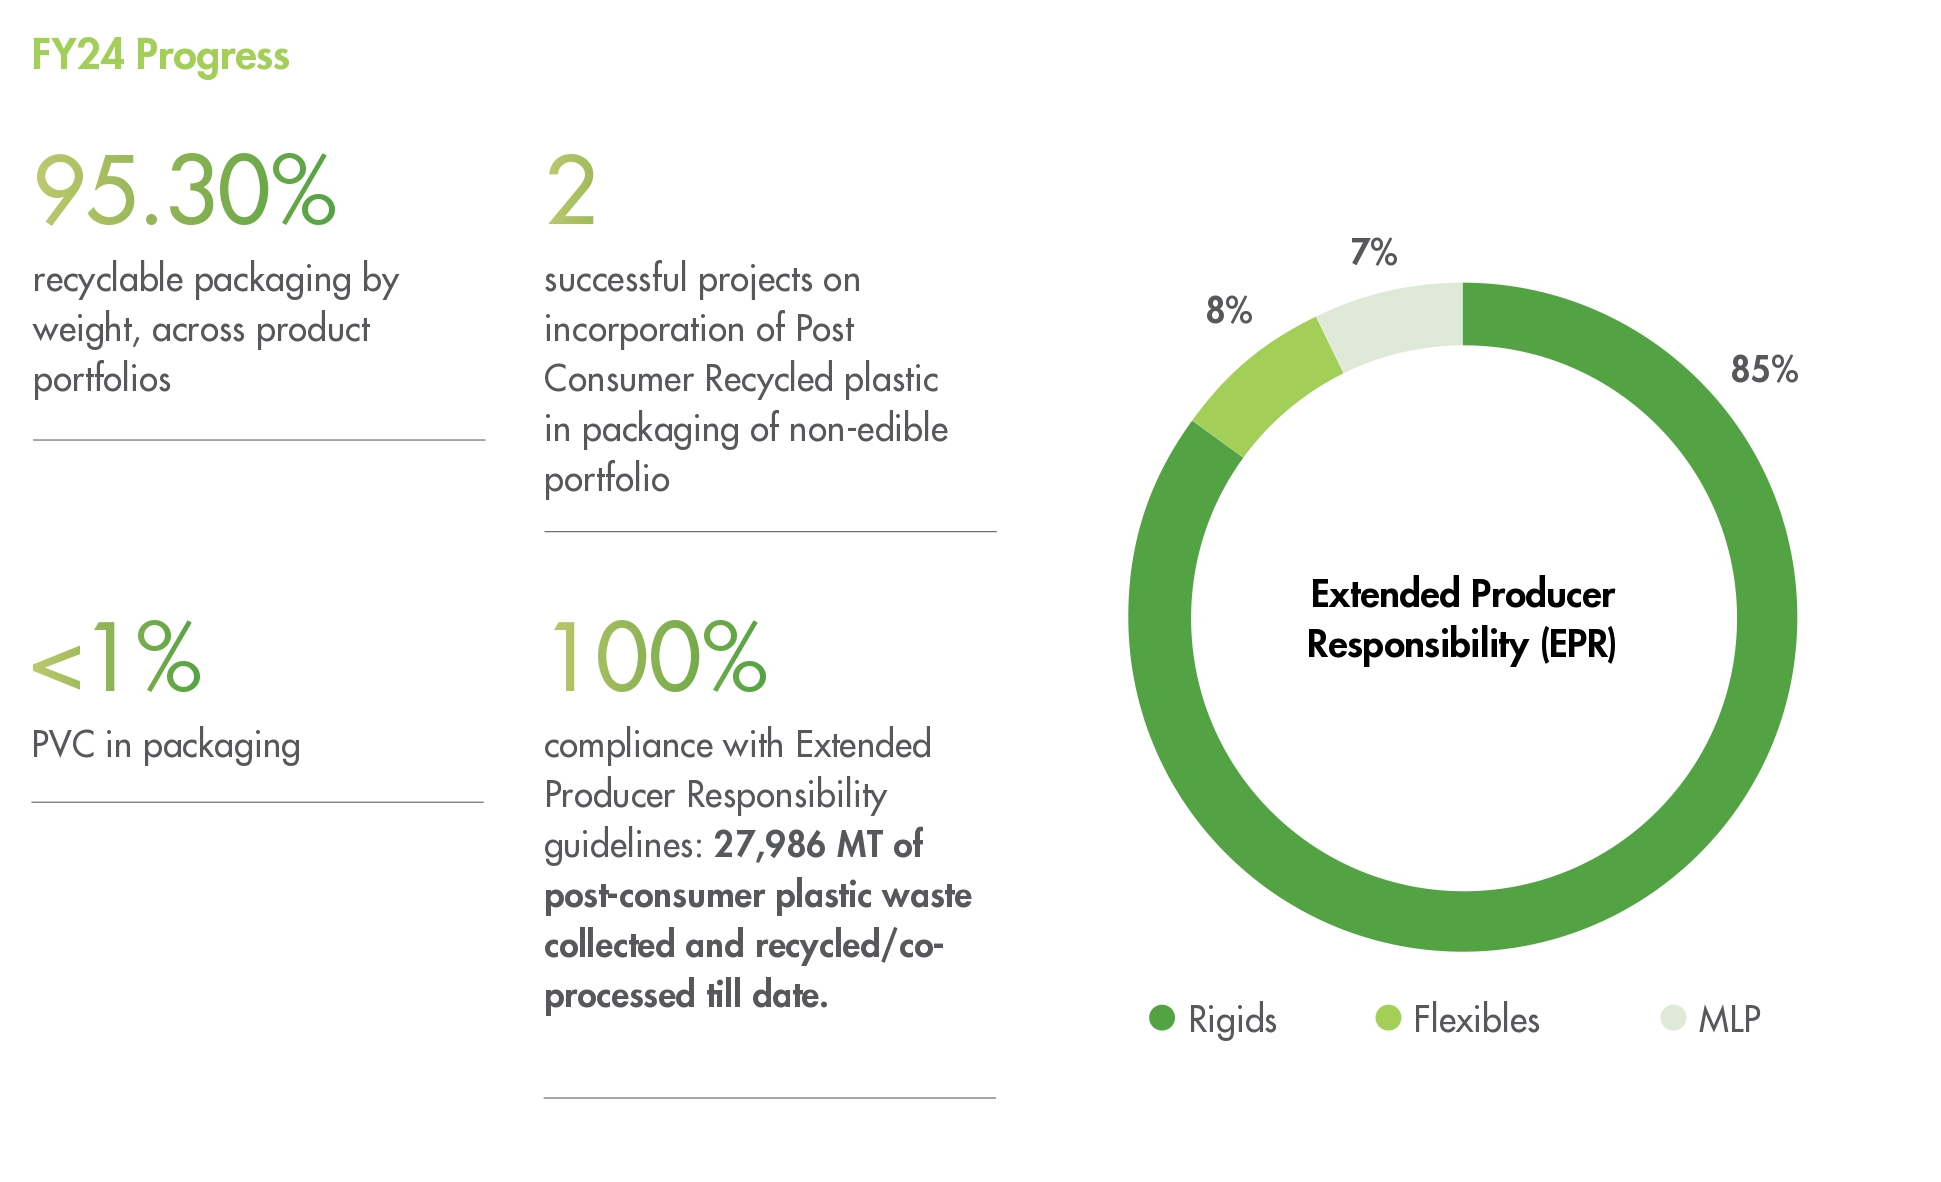 FY24 Progress
95.30%
recyclable packaging by
weight, across product
portfolios
2
successful projects on
incorporation of Post
Consumer Recycled plastic
in packaging of non-edible
portfolio
<1%
PVC in packaging
100%
compliance with Extended
Producer Responsibility
guidelines: 27,986 MT of
post-consumer plastic waste
collected and recycled/co-
processed till date.
7%
8%
85%
Extended Producer
Responsibility (EPR)
Rigids Flexibles MLP